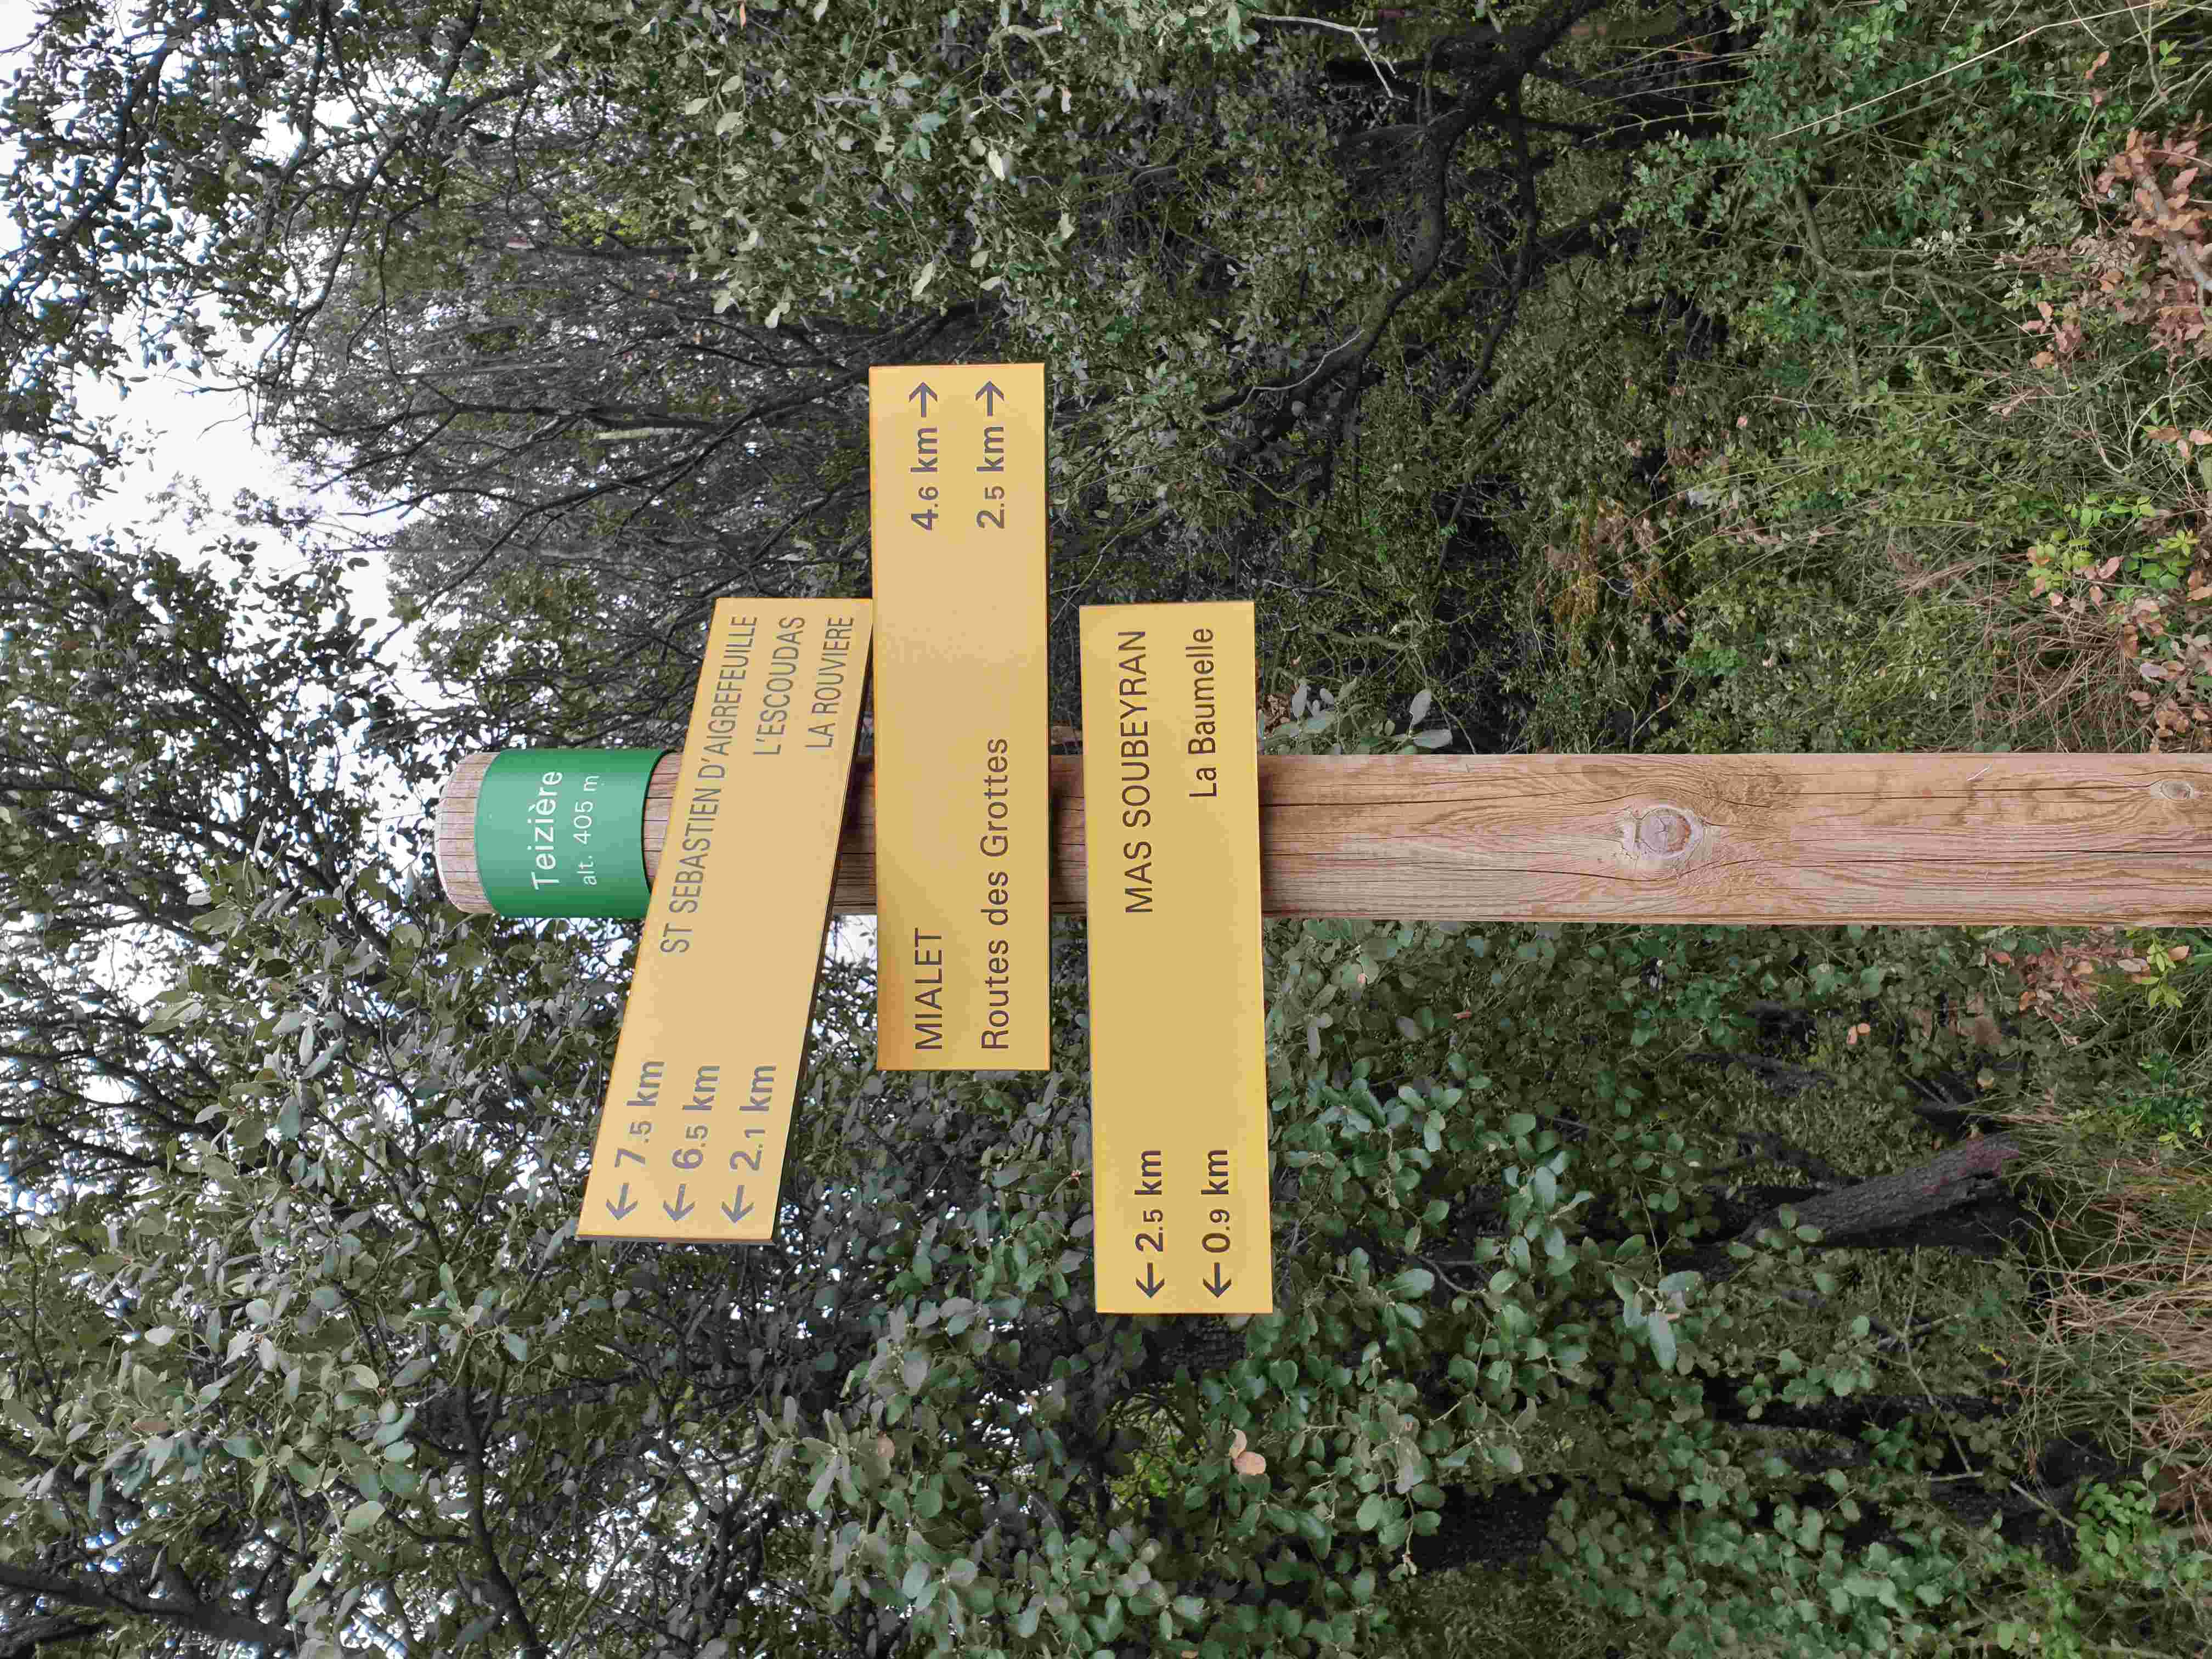 Teizière
alt. 405 m
← 7.5 km ST SEBASTIEN D'AIGREFEUILLE
← 6.5 km L'ESCOUDAS
← 2.1 km LA ROUVIERE
MIALET 4.6 km →
Routes des Grottes 2.5 km →
← 2.5 km MAS SOUBEYRAN
← 0.9 km La Baumelle